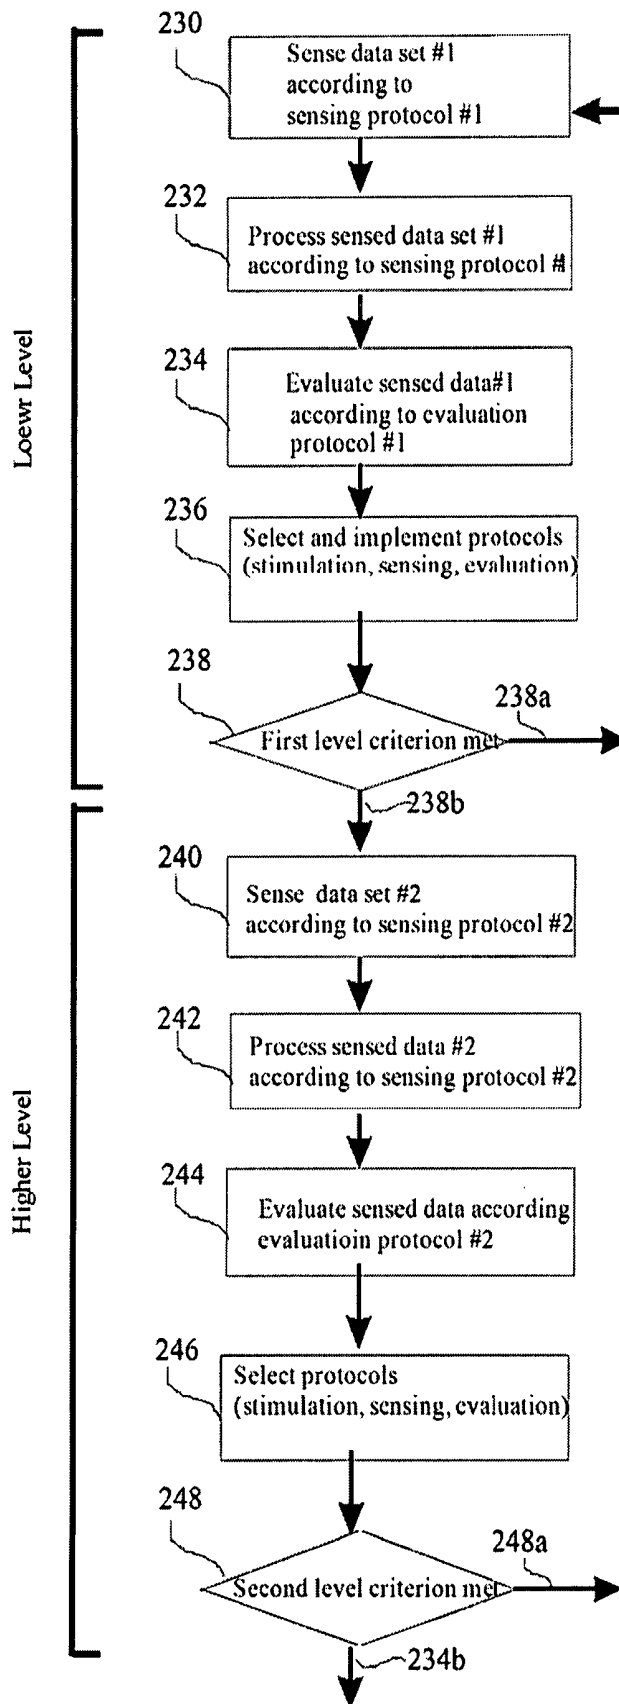 230
Sense data set #1
according to
sensing protocol #1
232
Process sensed data set #1
according to sensing protocol #1
234
Evaluate sensed data#1
according to evaluation
protocol #1
236
Select and implement protocols
(stimulation, sensing, evaluation)
238
First level criterion met
238a
238b
Loewr Level
240
Sense data set #2
according to sensing protocol #2
242
Process sensed data #2
according to sensing protocol #2
244
Evaluate sensed data according
evaluatioin protocol #2
246
Select protocols
(stimulation, sensing, evaluation)
248
Second level criterion met
248a
234b
Higher Level